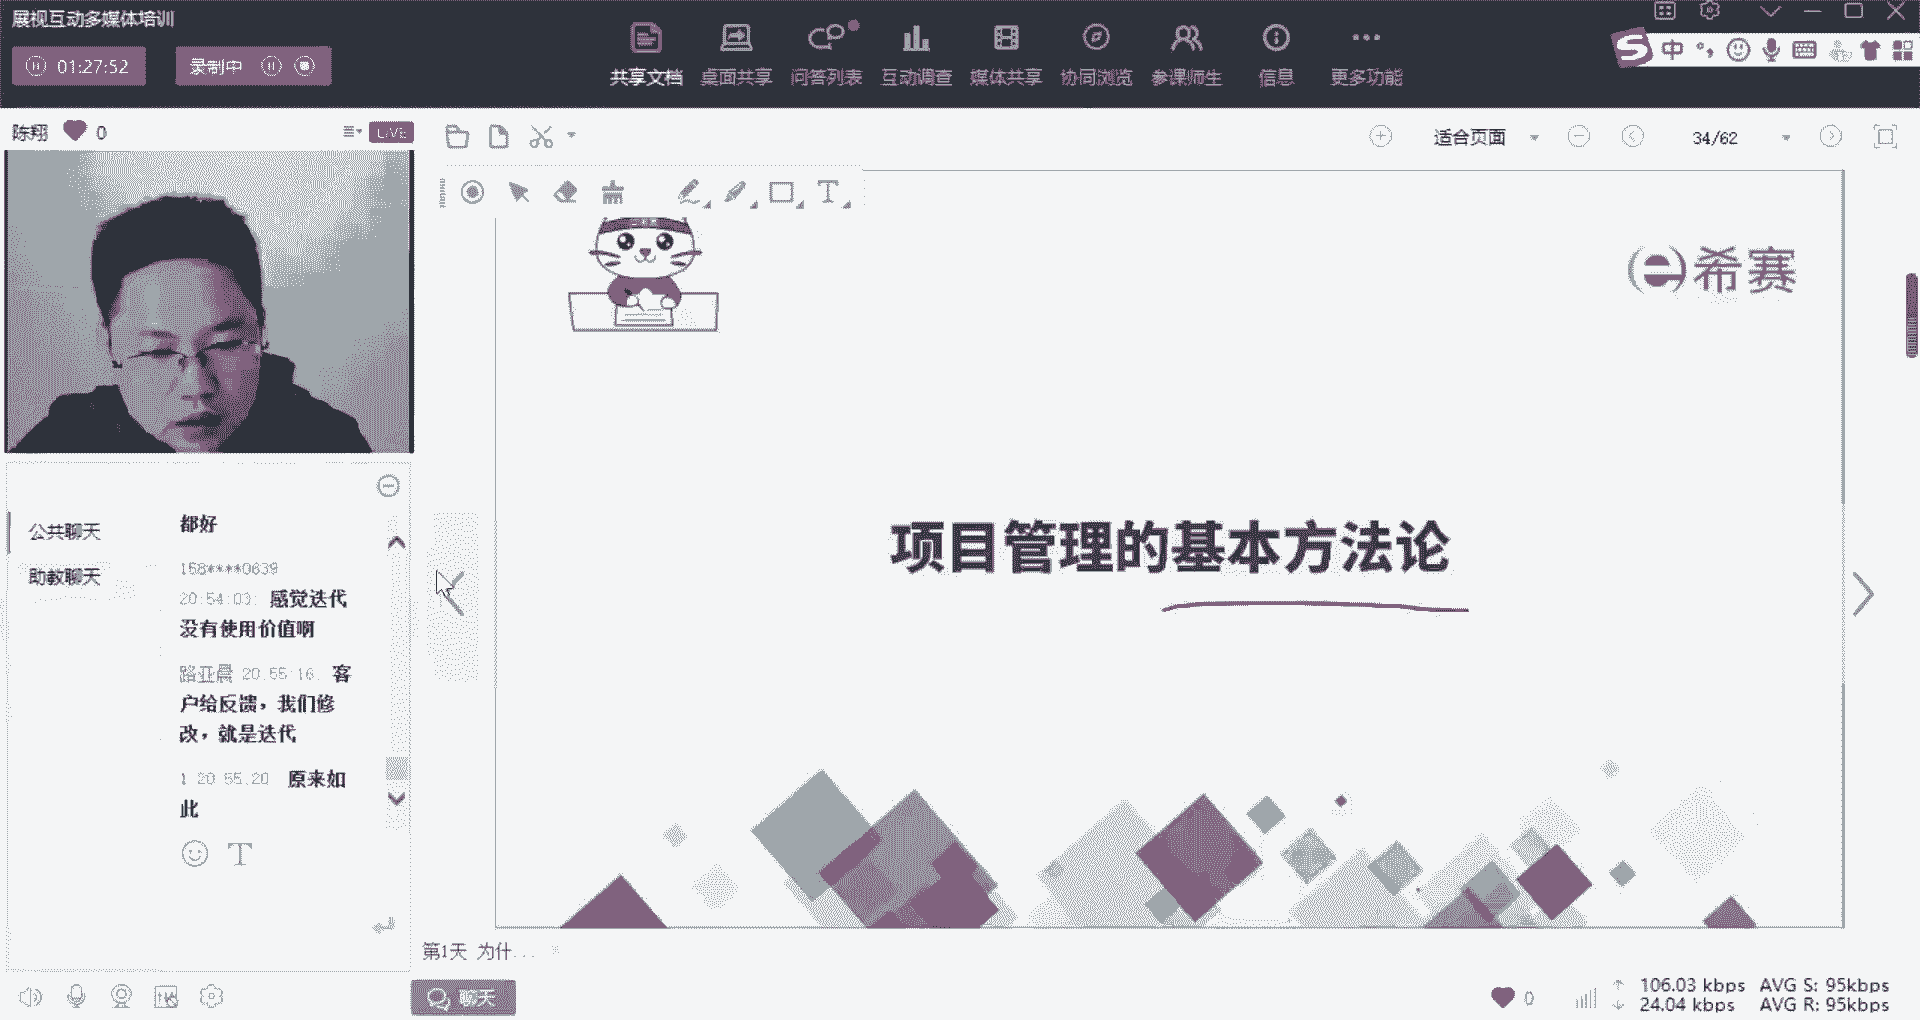 展视互动多媒体培训
01:27:52
录制中
共享文档
桌面共享
问答列表
互动调查
媒体共享
协同浏览
参课师生
信息
更多功能
S 中
陈翔 0
LIVE
适合页面
34/62
T
希赛
项目管理的基本方法论
公共聊天
助教聊天
都好
158****0639
20:54:03: 感觉迭代
没有使用价值啊
路亚晨 20:55:16: 客
户给反馈，我们修
改，就是迭代
1 20:55:20 原来如
此
T
第1天 为什...
聊天
0
106.03 kbps AVG S: 95kbps
24.04 kbps AVG R: 95kbps